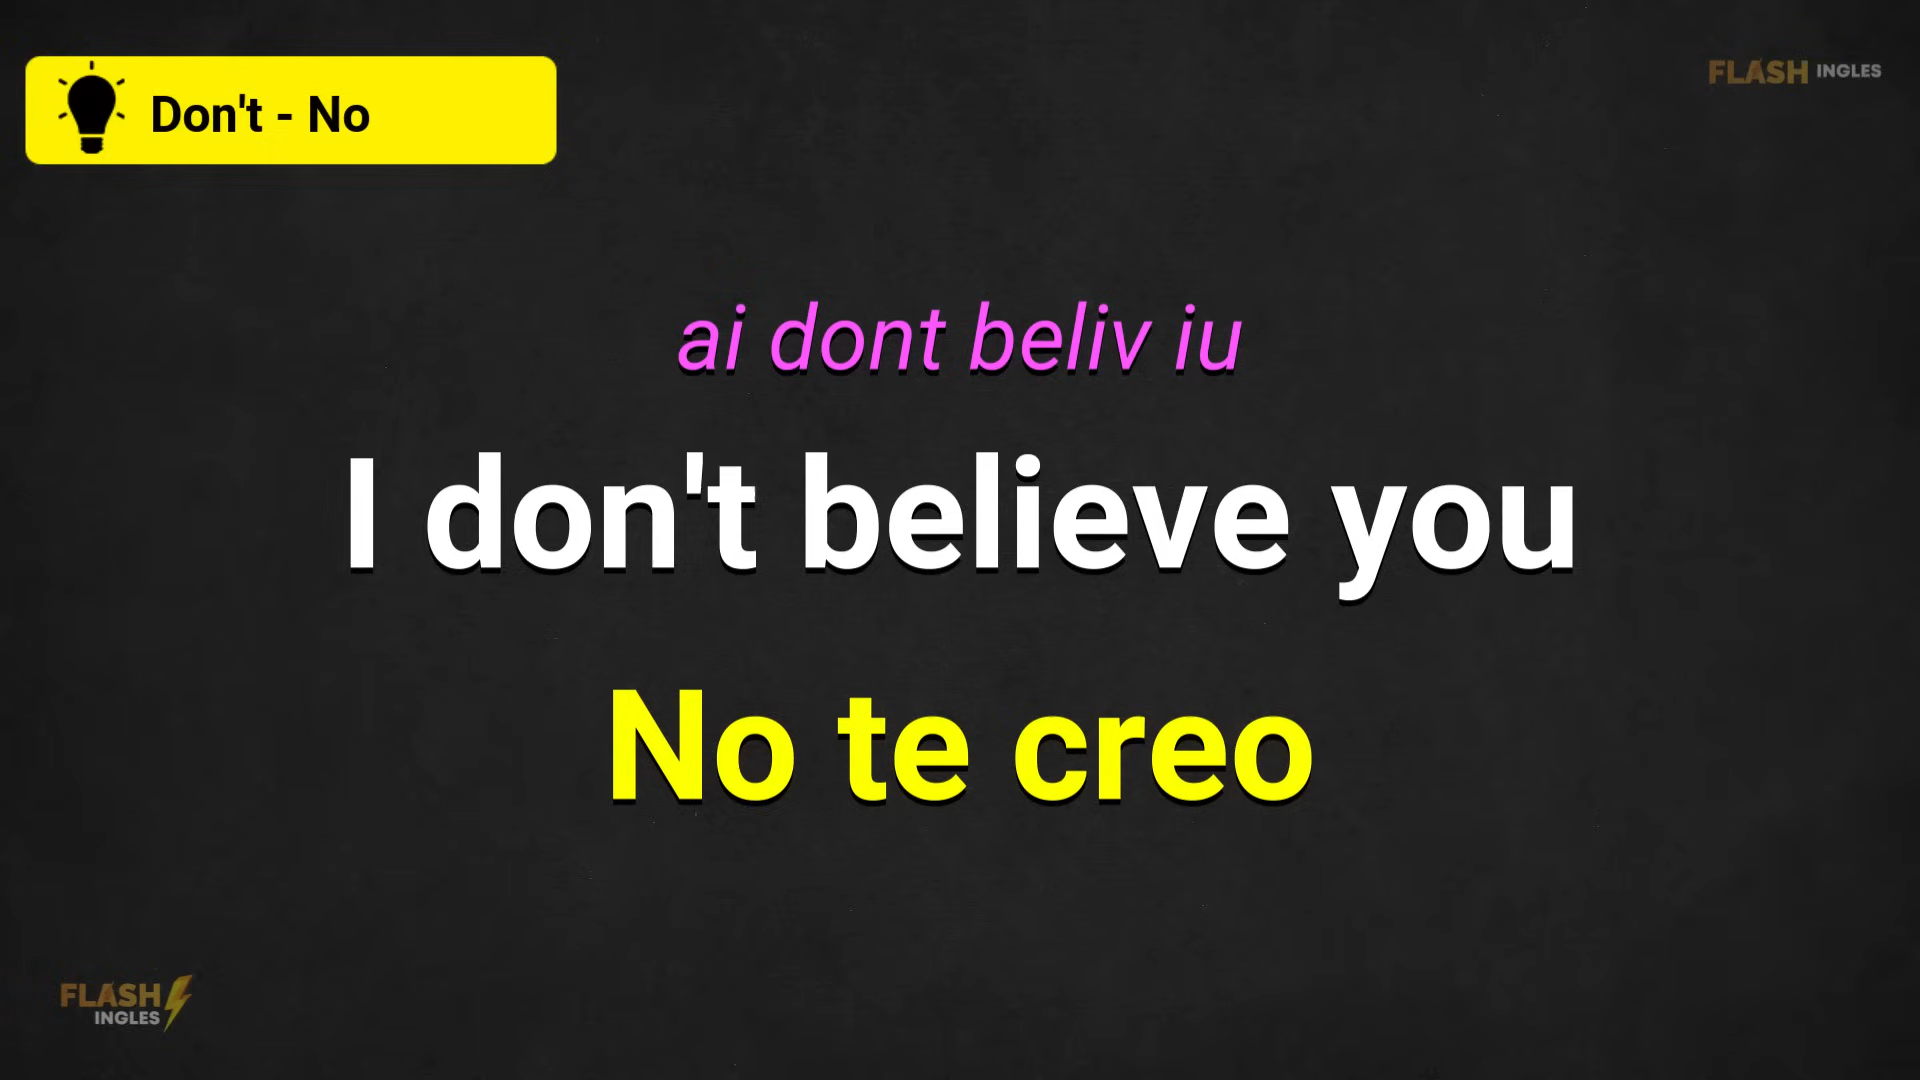 Don't - No
FLASH INGLES
ai dont beliv iu
I don't believe you
No te creo
FLASH
INGLES